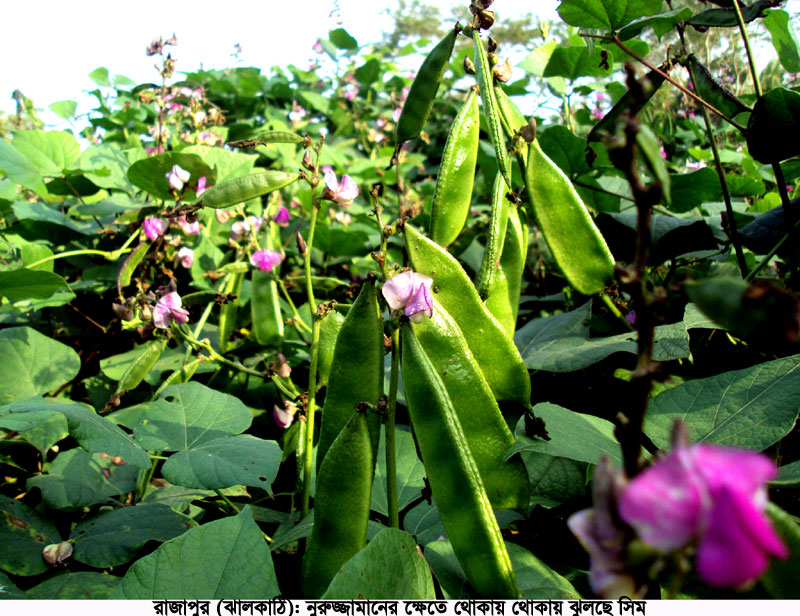 রাজাপুর (ঝালকাঠি): নুরুজ্জামানের ক্ষেতে থোকায় থোকায় ঝুলছে সিম